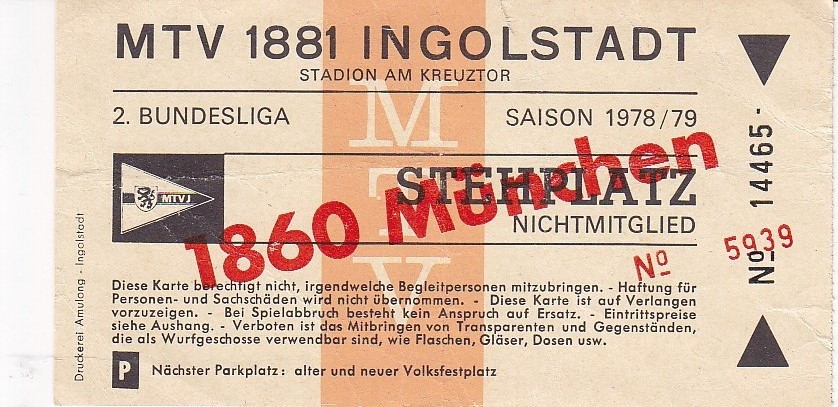 MTV 1881 INGOLSTADT
STADION AM KREUZTOR
2. BUNDESLIGA SAISON 1978/79
MTV
STEHPLATZ
NICHTMITGLIED
1860 München
MTV J
Nº 5939
Nº 14465-
Diese Karte berechtigt nicht, irgendwelche Begleitpersonen mitzubringen. - Haftung für
Personen- und Sachschäden wird nicht übernommen. - Diese Karte ist auf Verlangen
vorzuzeigen. - Bei Spielabbruch besteht kein Anspruch auf Ersatz. - Eintrittspreise
siehe Aushang. - Verboten ist das Mitbringen von Transparenten und Gegenständen,
die als Wurfgeschosse verwendbar sind, wie Flaschen, Gläser, Dosen usw.
P Nächster Parkplatz: alter und neuer Volksfestplatz
Druckerei Amulong - Ingolstadt